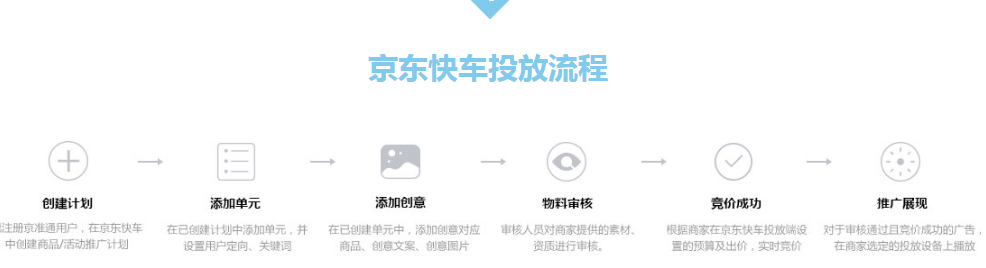 京东快车投放流程
创建计划
添加单元
添加创意
物料审核
竞价成功
推广展现
注册京准通用户，在京东快车
中创建商品/活动推广计划
在已创建计划中添加单元，并
设置用户定向、关键词
在已创建单元中，添加创意对应
商品、创意文案、创意图片
审核人员对商家提供的素材、
资质进行审核。
根据商家在京东快车投放端设
置的预算及出价，实时竞价
对于审核通过且竞价成功的广告，
在商家选定的投放设备上播放